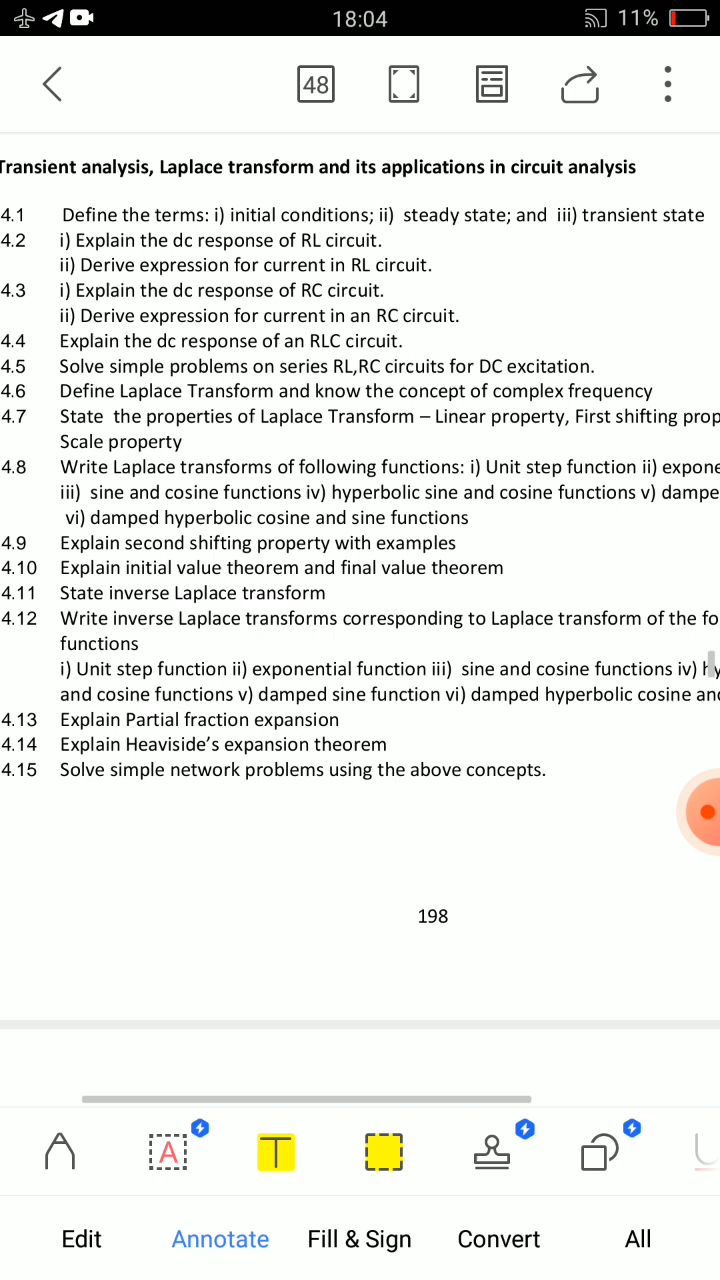 18:04
11%
48
Transient analysis, Laplace transform and its applications in circuit analysis
4.1 Define the terms: i) initial conditions; ii) steady state; and iii) transient state
4.2 i) Explain the dc response of RL circuit.
ii) Derive expression for current in RL circuit.
4.3 i) Explain the dc response of RC circuit.
ii) Derive expression for current in an RC circuit.
4.4 Explain the dc response of an RLC circuit.
4.5 Solve simple problems on series RL,RC circuits for DC excitation.
4.6 Define Laplace Transform and know the concept of complex frequency
4.7 State the properties of Laplace Transform – Linear property, First shifting prop
Scale property
4.8 Write Laplace transforms of following functions: i) Unit step function ii) expone
iii) sine and cosine functions iv) hyperbolic sine and cosine functions v) dampe
vi) damped hyperbolic cosine and sine functions
4.9 Explain second shifting property with examples
4.10 Explain initial value theorem and final value theorem
4.11 State inverse Laplace transform
4.12 Write inverse Laplace transforms corresponding to Laplace transform of the fo
functions
i) Unit step function ii) exponential function iii) sine and cosine functions iv) hy
and cosine functions v) damped sine function vi) damped hyperbolic cosine and
4.13 Explain Partial fraction expansion
4.14 Explain Heaviside’s expansion theorem
4.15 Solve simple network problems using the above concepts.
198
A T
Edit Annotate Fill & Sign Convert All